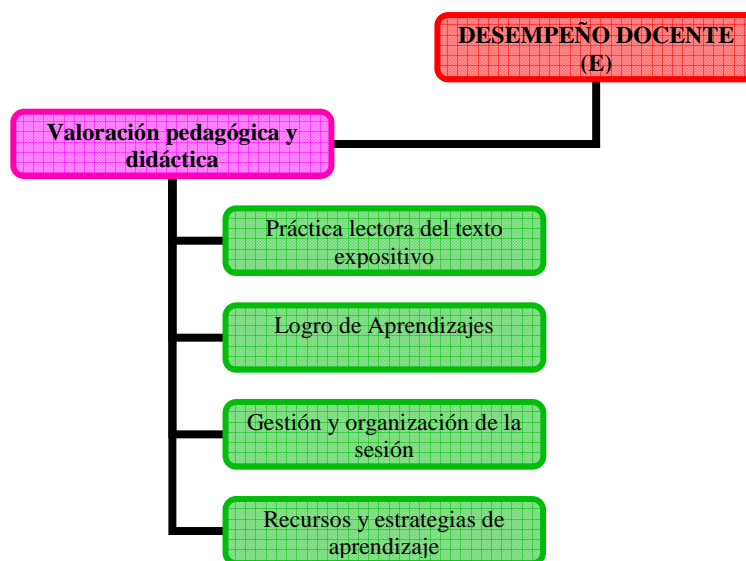 DESEMPEÑO DOCENTE
(E)
Valoración pedagógica y
didáctica
Práctica lectora del texto
expositivo
Logro de Aprendizajes
Gestión y organización de la
sesión
Recursos y estrategias de
aprendizaje